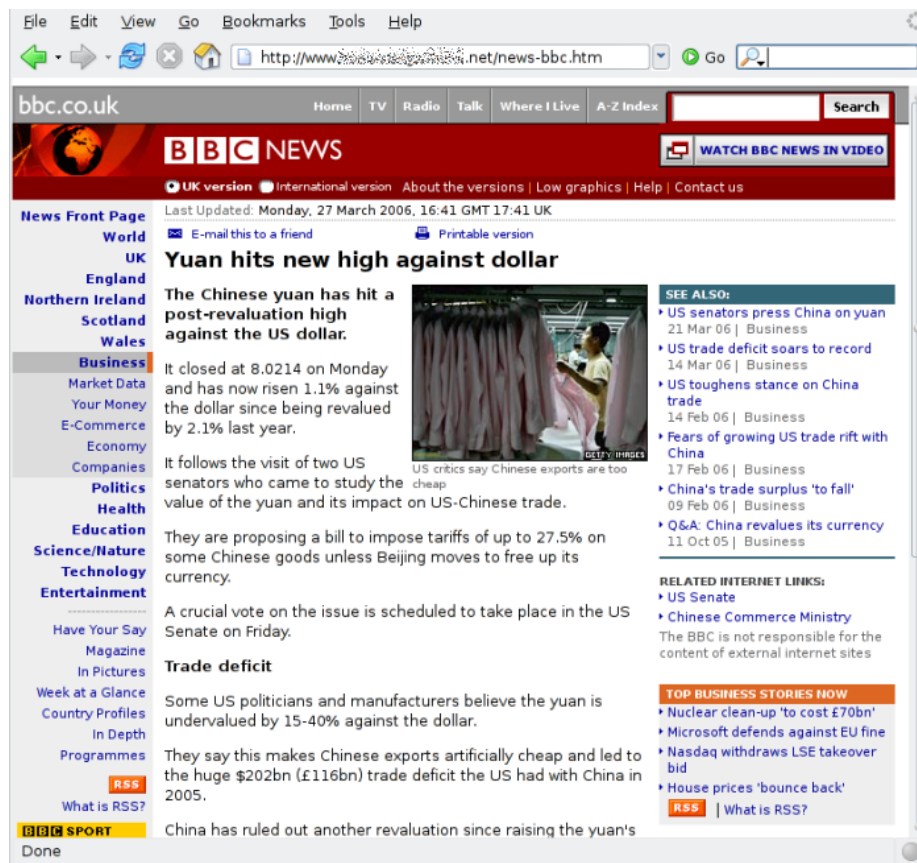 File Edit View Go Bookmarks Tools Help
http://www. .net/news-bbc.htm Go
bbc.co.uk Home TV Radio Talk Where I Live A-Z Index Search
BBC NEWS
WATCH BBC NEWS IN VIDEO
UK version International version About the versions | Low graphics | Help | Contact us
News Front Page
World
UK
England
Northern Ireland
Scotland
Wales
Business
Market Data
Your Money
E-Commerce
Economy
Companies
Politics
Health
Education
Science/Nature
Technology
Entertainment
Have Your Say
Magazine
In Pictures
Week at a Glance
Country Profiles
In Depth
Programmes
RSS
What is RSS?
BBC SPORT
Last Updated: Monday, 27 March 2006, 16:41 GMT 17:41 UK
E-mail this to a friend Printable version
Yuan hits new high against dollar
The Chinese yuan has hit a
post-revaluation high
against the US dollar.
It closed at 8.0214 on Monday
and has now risen 1.1% against
the dollar since being revalued
by 2.1% last year.
GETTY IMAGES
US critics say Chinese exports are too
cheap
It follows the visit of two US
senators who came to study the
value of the yuan and its impact on US-Chinese trade.
They are proposing a bill to impose tariffs of up to 27.5% on
some Chinese goods unless Beijing moves to free up its
currency.
A crucial vote on the issue is scheduled to take place in the US
Senate on Friday.
Trade deficit
Some US politicians and manufacturers believe the yuan is
undervalued by 15-40% against the dollar.
They say this makes Chinese exports artificially cheap and led to
the huge $202bn (£116bn) trade deficit the US had with China in
2005.
China has ruled out another revaluation since raising the yuan's
SEE ALSO:
US senators press China on yuan
21 Mar 06 | Business
US trade deficit soars to record
14 Mar 06 | Business
US toughens stance on China
trade
14 Feb 06 | Business
Fears of growing US trade rift with
China
17 Feb 06 | Business
China's trade surplus 'to fall'
09 Feb 06 | Business
Q&A: China revalues its currency
11 Oct 05 | Business
RELATED INTERNET LINKS:
US Senate
Chinese Commerce Ministry
The BBC is not responsible for the
content of external internet sites
TOP BUSINESS STORIES NOW
Nuclear clean-up 'to cost £70bn'
Microsoft defends against EU fine
Nasdaq withdraws LSE takeover
bid
House prices 'bounce back'
RSS | What is RSS?
Done